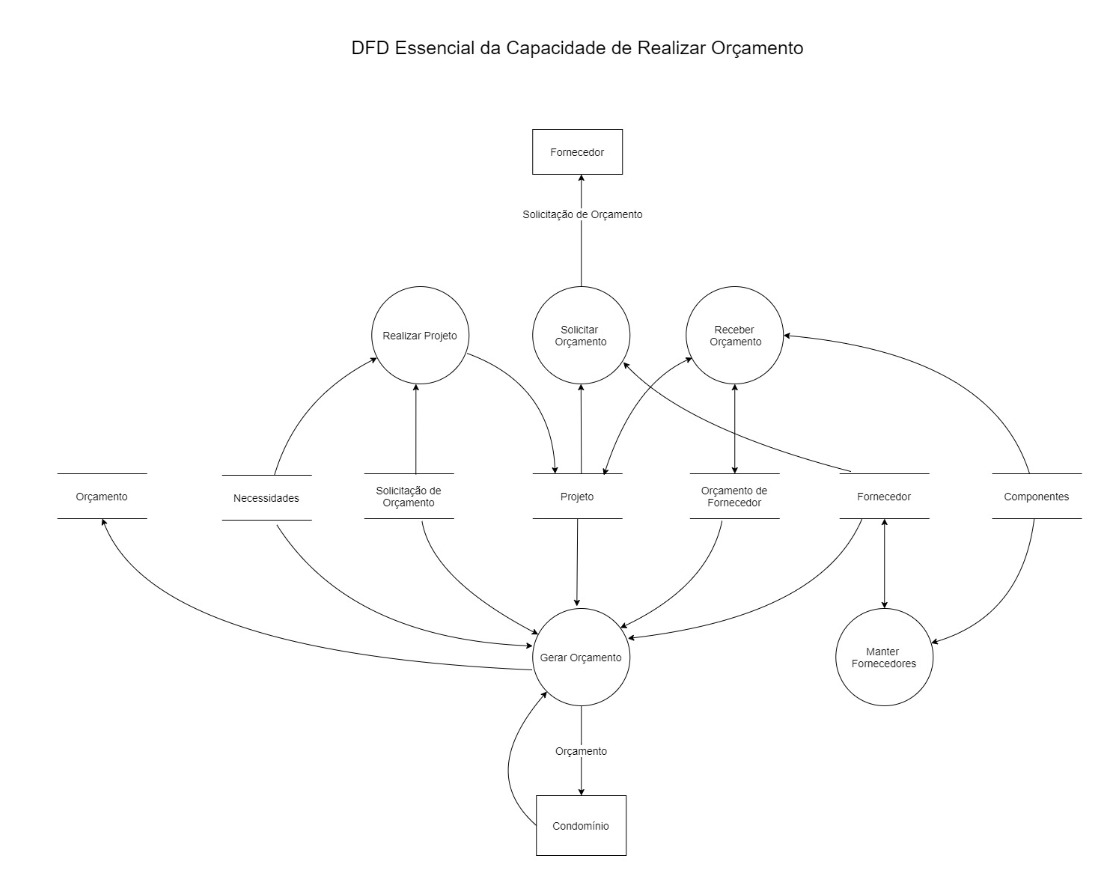 DFD Essencial da Capacidade de Realizar Orçamento
Fornecedor
Solicitação de Orçamento
Realizar Projeto
Solicitar
Orçamento
Receber
Orçamento
Orçamento
Necessidades
Solicitação de
Orçamento
Projeto
Orçamento de
Fornecedor
Fornecedor
Componentes
Gerar Orçamento
Manter
Fornecedores
Orçamento
Condomínio